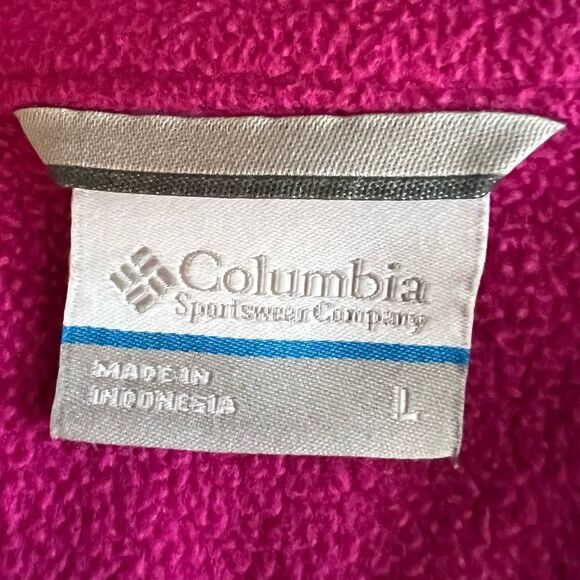 Columbia
Sportswear Company
MADE IN
INDONESIA
L